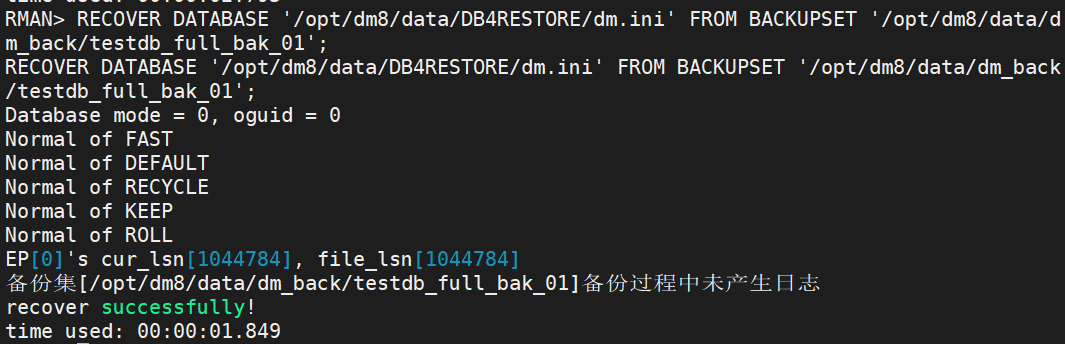 RMAN> RECOVER DATABASE '/opt/dm8/data/DB4RESTORE/dm.ini' FROM BACKUPSET '/opt/dm8/data/d
m_back/testdb_full_bak_01';
RECOVER DATABASE '/opt/dm8/data/DB4RESTORE/dm.ini' FROM BACKUPSET '/opt/dm8/data/dm_back
/testdb_full_bak_01';
Database mode = 0, oguid = 0
Normal of FAST
Normal of DEFAULT
Normal of RECYCLE
Normal of KEEP
Normal of ROLL
EP[0]'s cur_lsn[1044784], file_lsn[1044784]
备份集[/opt/dm8/data/dm_back/testdb_full_bak_01]备份过程中未产生日志
recover successfully!
time used: 00:00:01.849